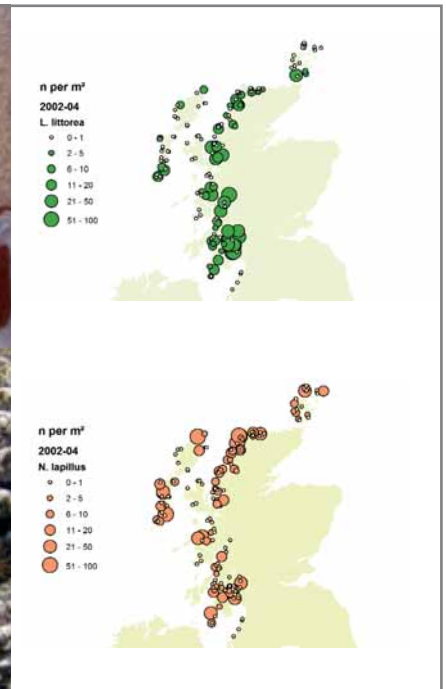 n per m²
2002-04
L. littorea
0 - 1
2 - 5
6 - 10
11 - 20
21 - 50
51 - 100
n per m²
2002-04
N. lapillus
0 - 1
2 - 5
6 - 10
11 - 20
21 - 50
51 - 100